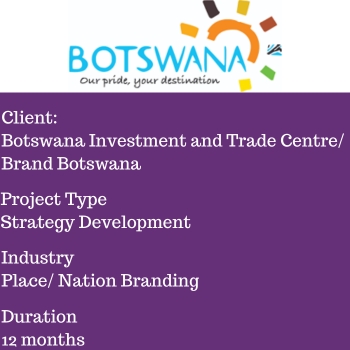 BOTSWANA
Our pride, your destination
Client:
Botswana Investment and Trade Centre/
Brand Botswana
Project Type
Strategy Development
Industry
Place/ Nation Branding
Duration
12 months